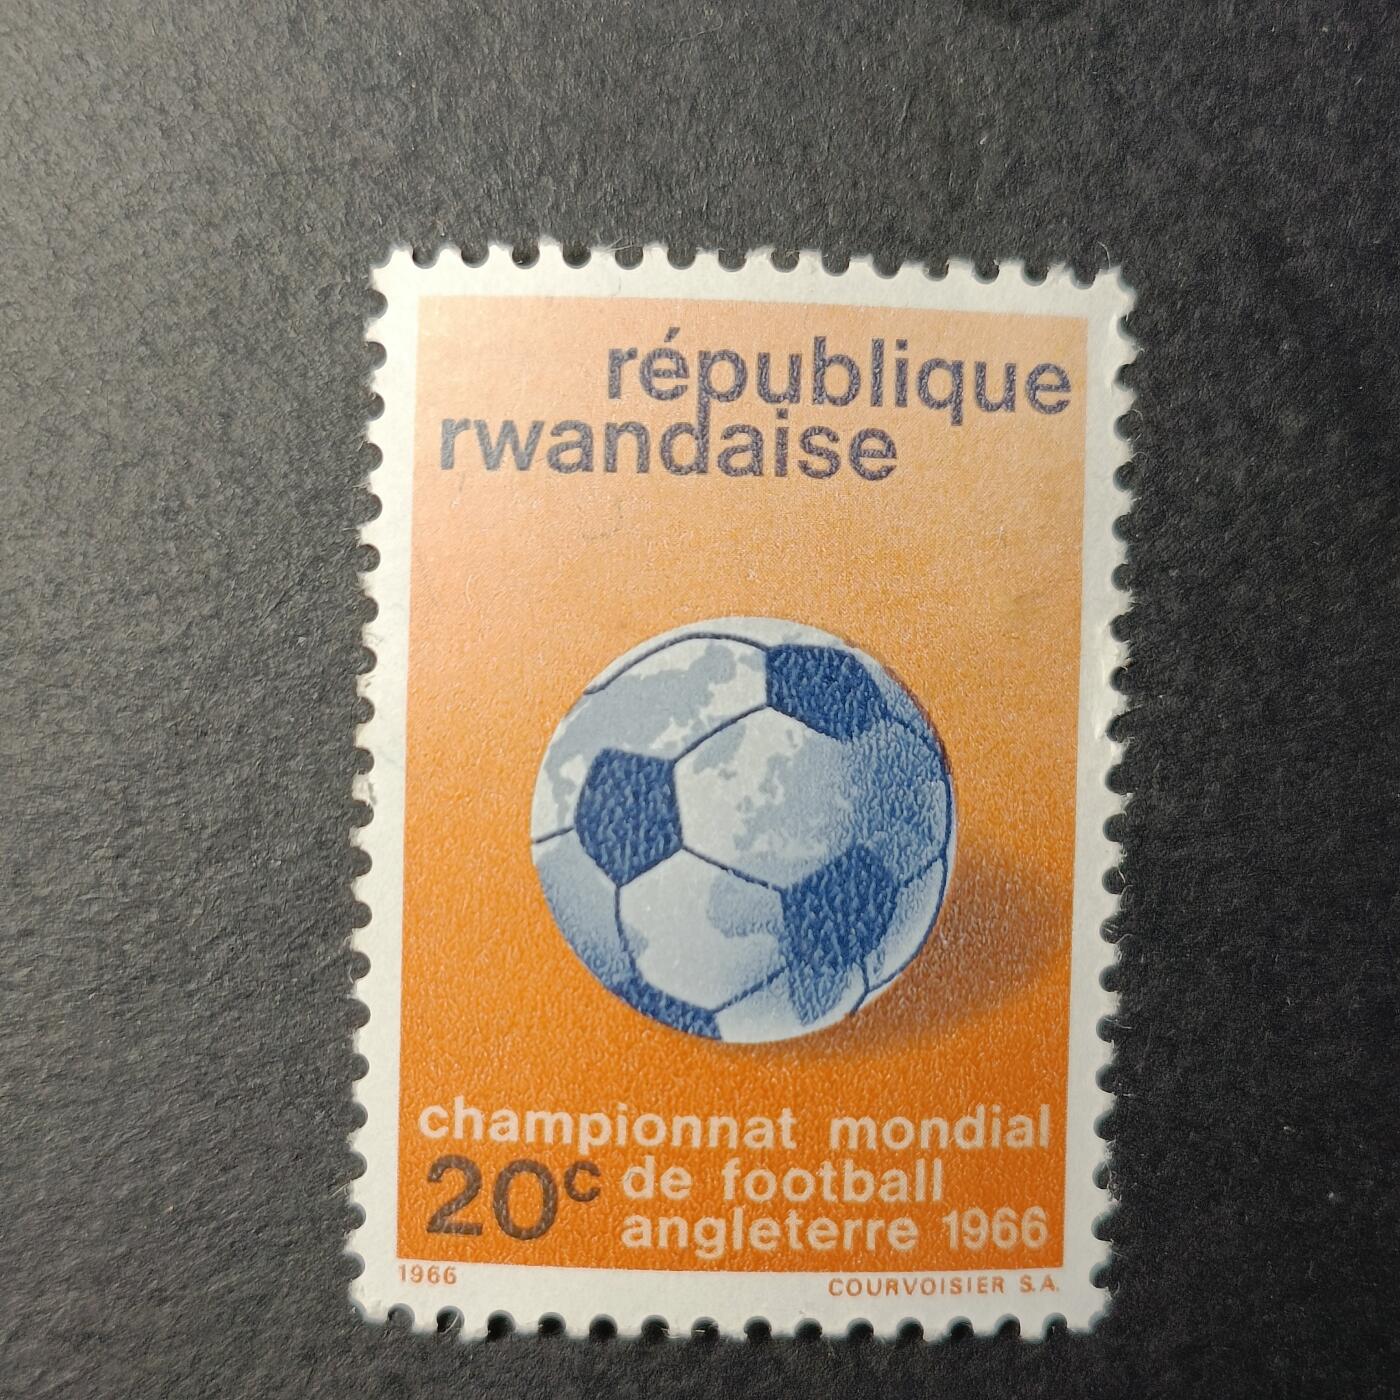 république
rwandaise
championnat mondial
20c de football
angleterre 1966
1966 COURVOISIER S.A.